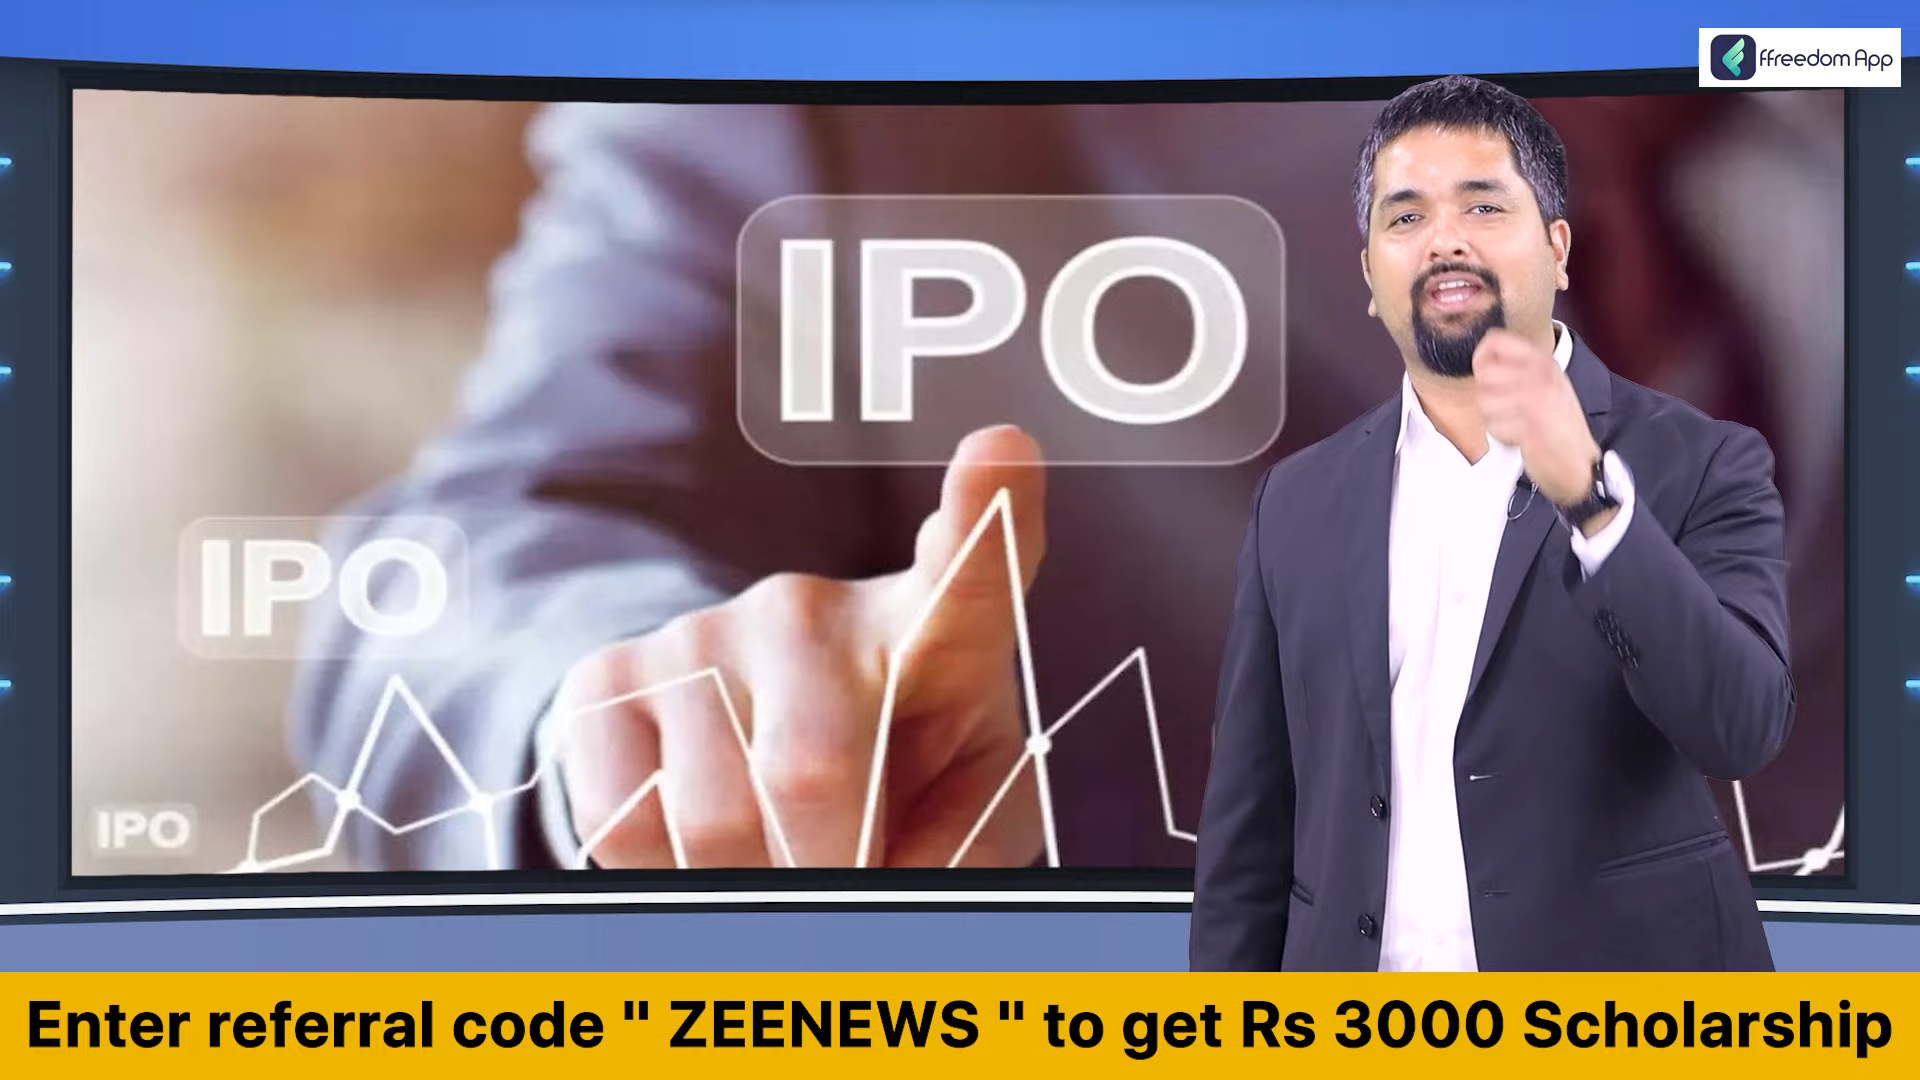 ffreedom App
IPO
IPO
IPO
Enter referral code " ZEENEWS " to get Rs 3000 Scholarship